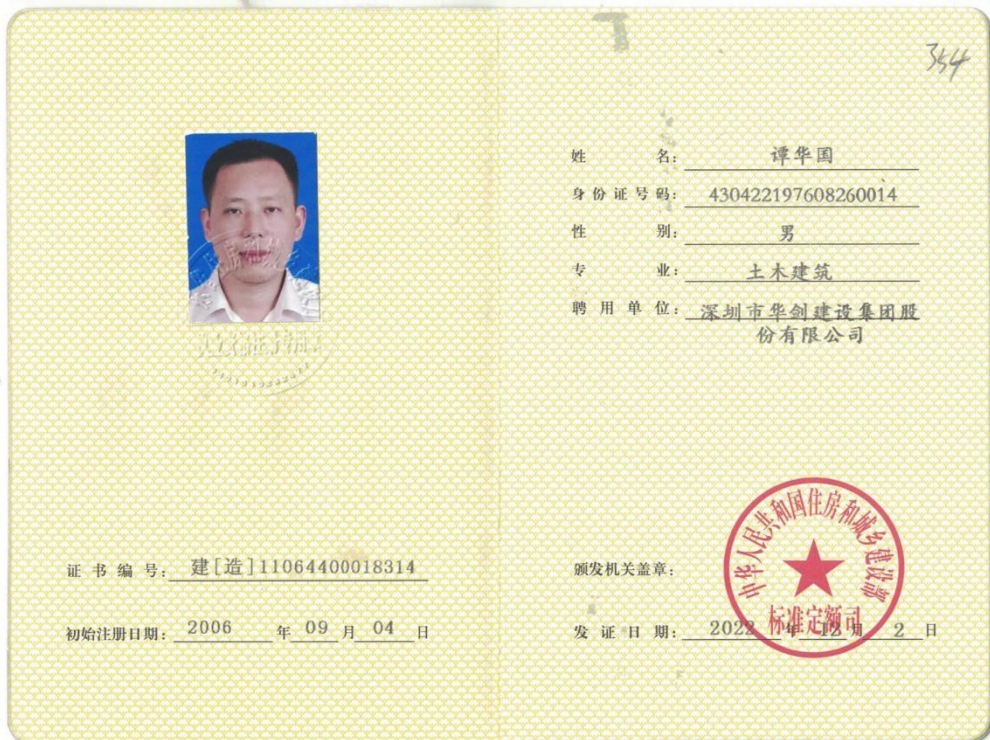 354
姓名: 谭华国
身份证号码: 430422197608260014
性别: 男
专业: 土木建筑
聘用单位: 深圳市华剑建设集团股
份有限公司
证书编号: 建[造]11064400018314
初始注册日期: 2006 年 09 月 04 日
颁发机关盖章:
中华人民共和国住房和城乡建设部
标准定额司
发证日期: 2022 年 12 月 2 日